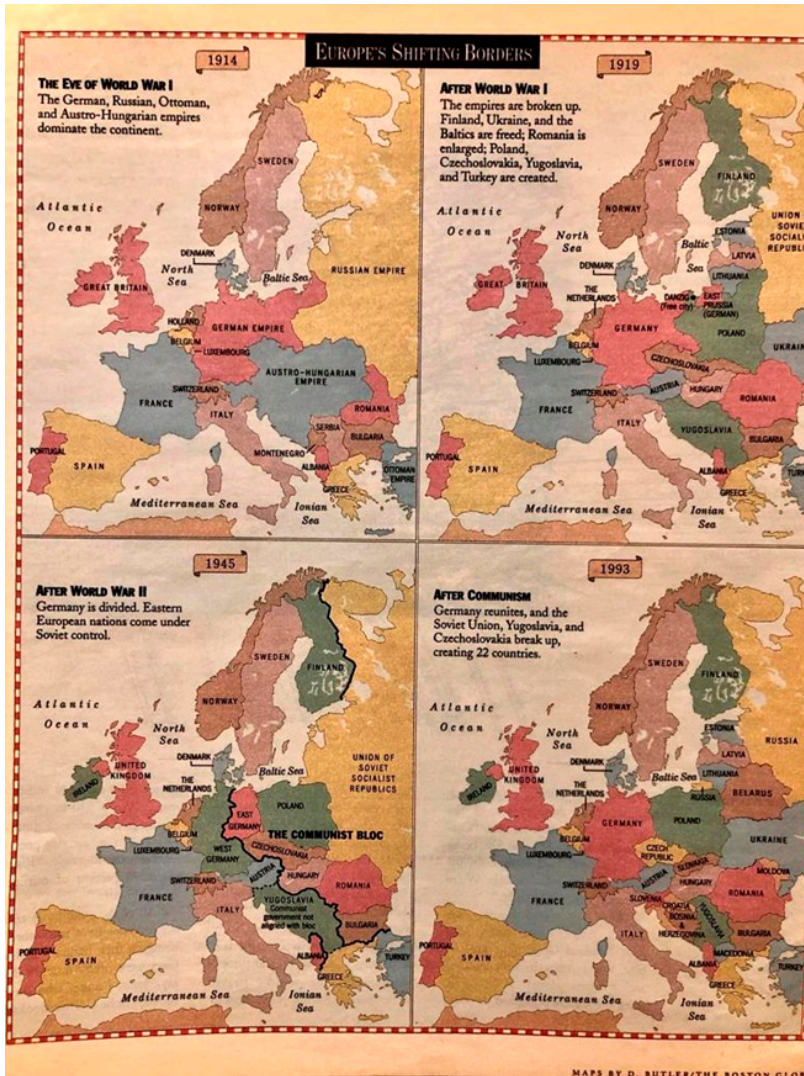 EUROPE'S SHIFTING BORDERS
1914
THE EVE OF WORLD WAR I
The German, Russian, Ottoman,
and Austro-Hungarian empires
dominate the continent.
Atlantic
Ocean
SWEDEN
NORWAY
DENMARK
North
Sea
Baltic Sea
RUSSIAN EMPIRE
GREAT BRITAIN
HOLLAND
GERMAN EMPIRE
BELGIUM
LUXEMBOURG
AUSTRO-HUNGARIAN
EMPIRE
FRANCE
SWITZERLAND
ITALY
ROMANIA
SERBIA
BULGARIA
MONTENEGRO
PORTUGAL
SPAIN
ALBANIA
OTTOMAN
EMPIRE
GREECE
Mediterranean Sea
Ionian
Sea
1919
AFTER WORLD WAR I
The empires are broken up.
Finland, Ukraine, and the
Baltics are freed; Romania is
enlarged; Poland,
Czechoslovakia, Yugoslavia,
and Turkey are created.
SWEDEN
FINLAND
Atlantic
Ocean
NORWAY
North
Sea
Baltic
Sea
ESTONIA
UNION
SOVIE
SOCIALI
REPUBL
DENMARK
LATVIA
LITHUANIA
THE
NETHERLANDS
DANZIG
(Free city)
EAST
PRUSSIA
(GERMAN)
GREAT BRITAIN
GERMANY
POLAND
BELGIUM
LUXEMBOURG
CZECHOSLOVAKIA
UKRAIN
FRANCE
SWITZERLAND
AUSTRIA
HUNGARY
ROMANIA
ITALY
YUGOSLAVIA
BULGARIA
PORTUGAL
SPAIN
ALBANIA
TURK
GREECE
Mediterranean Sea
Ionian
Sea
1945
AFTER WORLD WAR II
Germany is divided. Eastern
European nations come under
Soviet control.
SWEDEN
FINLAND
NORWAY
Atlantic
Ocean
North
Sea
DENMARK
Baltic Sea
UNION OF
SOVIET
SOCIALIST
REPUBLICS
IRELAND
UNITED
KINGDOM
THE
NETHERLANDS
EAST
GERMANY
POLAND
THE COMMUNIST BLOC
BELGIUM
LUXEMBOURG
WEST
GERMANY
CZECHOSLOVAKIA
FRANCE
SWITZERLAND
AUSTRIA
HUNGARY
ROMANIA
ITALY
YUGOSLAVIA
Communist
government not
aligned with bloc
BULGARIA
PORTUGAL
SPAIN
ALBANIA
TURKEY
GREECE
Mediterranean Sea
Ionian
Sea
1993
AFTER COMMUNISM
Germany reunites, and the
Soviet Union, Yugoslavia, and
Czechoslovakia break up,
creating 22 countries.
SWEDEN
FINLAND
NORWAY
Atlantic
Ocean
North
Sea
ESTONIA
RUSSIA
DENMARK
LATVIA
Baltic Sea
LITHUANIA
RUSSIA
BELARUS
UNITED
KINGDOM
IRELAND
THE
NETHERLANDS
GERMANY
POLAND
BELGIUM
LUXEMBOURG
CZECH
REPUBLIC
UKRAINE
SLOVAKIA
MOLDOVA
FRANCE
SWITZERLAND
AUSTRIA
HUNGARY
ROMANIA
SLOVENIA
CROATIA
BOSNIA
&
HERZEGOVINA
YUGOSLAVIA
ITALY
BULGARIA
MACEDONIA
PORTUGAL
SPAIN
ALBANIA
TURKEY
GREECE
Mediterranean Sea
Ionian
Sea
MAPS BY D. BUTLER/THE BOSTON GLOB